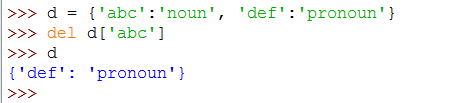 >>> d = {'abc':'noun', 'def':'pronoun'}
>>> del d['abc']
>>> d
{'def': 'pronoun'}
>>>